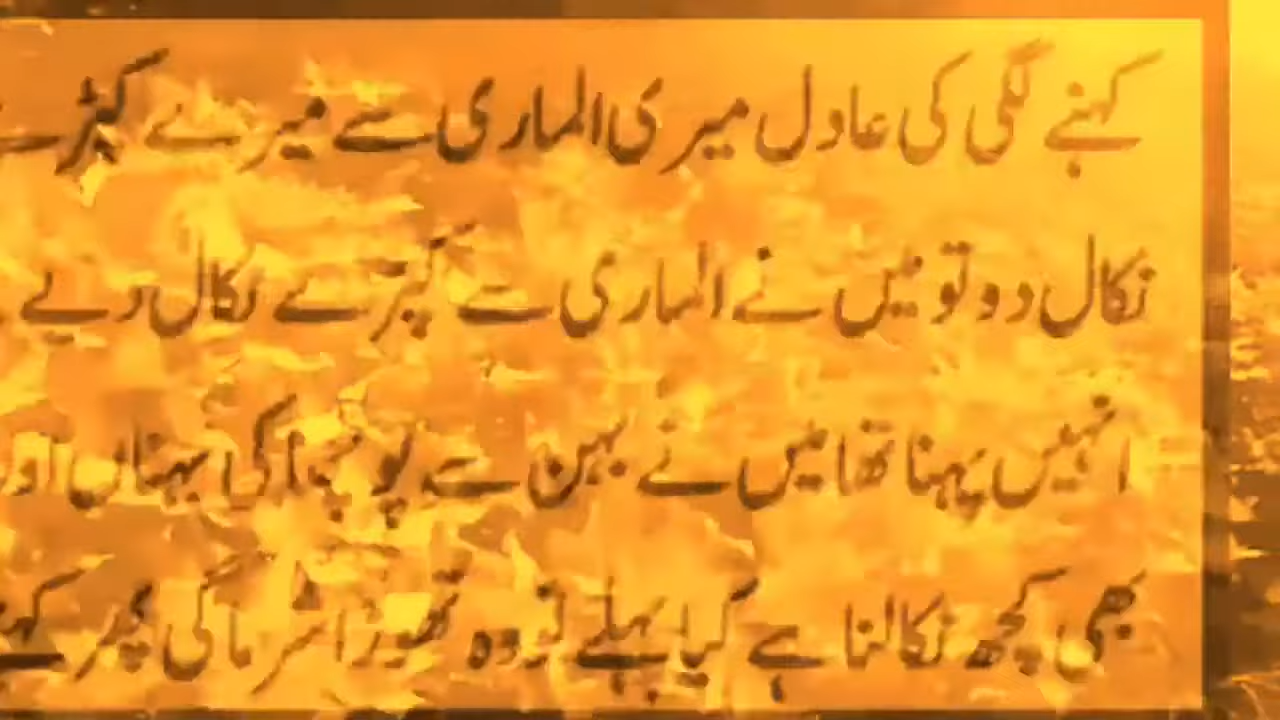 کہنے لگی کی عادل میری الماری سے میرے کپڑے
نکال دو تو میں نے الماری سے کپڑے نکال دیے
انہیں پہنا تھا میں نے بہن سے پوچھا کی یہاں اور
بھی کچھ نکالنا ہے کیا پہلے تو وہ تھوڑا شرماگی پھر